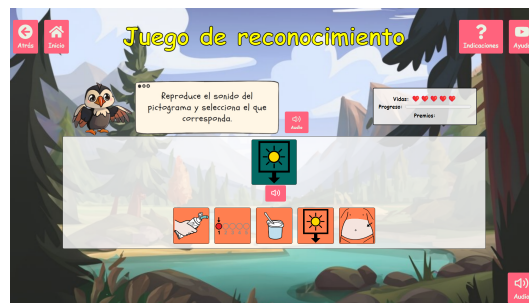 Atrás
Inicio
Juego de reconocimiento
Indicaciones
Ayuda
Reproduce el sonido del
pictograma y selecciona el que
corresponda.
Audio
Vidas:
Progreso:
Premios:
Audio